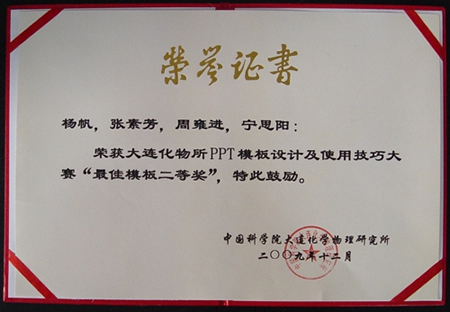 荣誉证书
杨帆，张素芳，周雍进，宁思阳：
荣获大连化物所PPT模板设计及使用技巧大
赛“最佳模板二等奖”，特此鼓励。
中国科学院大连化学物理研究所
二〇〇九年十二月